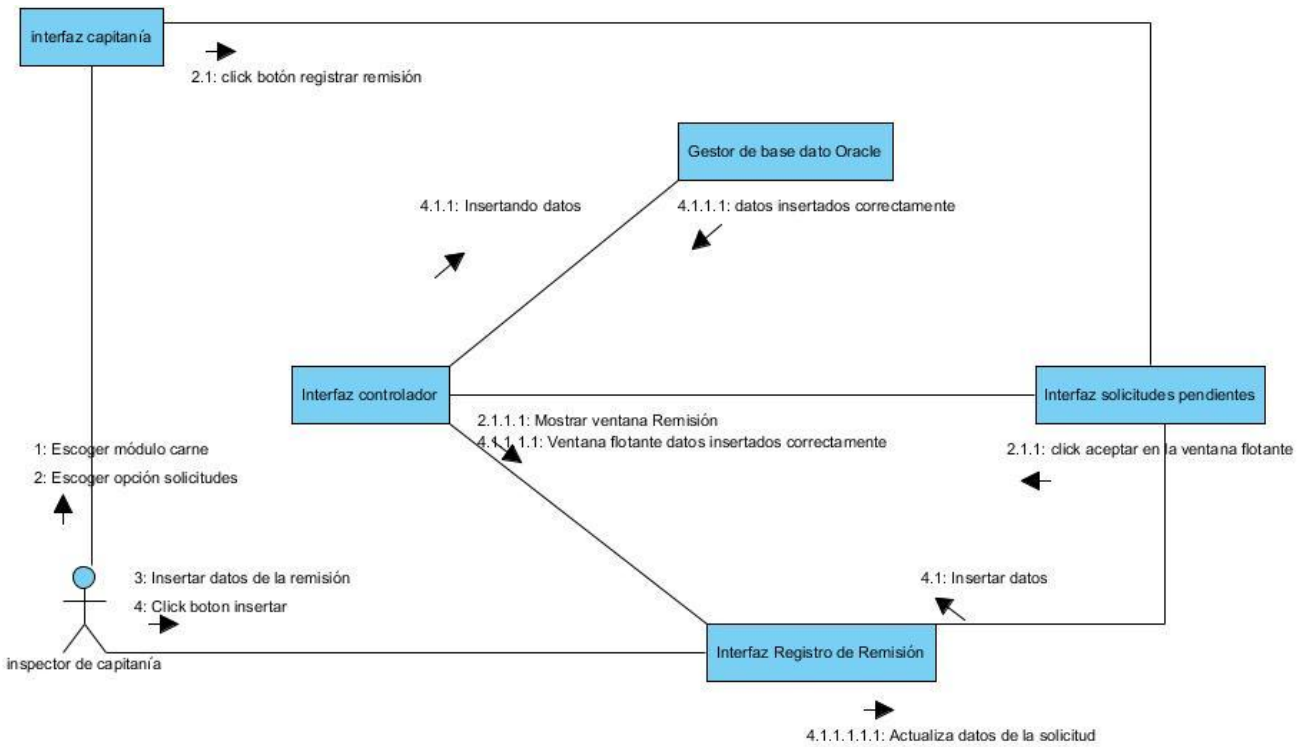 interfaz capitanía
2.1: click botón registrar remisión
Gestor de base dato Oracle
4.1.1: Insertando datos
4.1.1.1: datos insertados correctamente
Interfaz controlador
Interfaz solicitudes pendientes
2.1.1.1: Mostrar ventana Remisión
4.1.1.1.1: Ventana flotante datos insertados correctamente
1: Escoger módulo carne
2: Escoger opción solicitudes
2.1.1: click aceptar en la ventana flotante
3: Insertar datos de la remisión
4: Click boton insertar
4.1: Insertar datos
inspector de capitanía
Interfaz Registro de Remisión
4.1.1.1.1.1: Actualiza datos de la solicitud